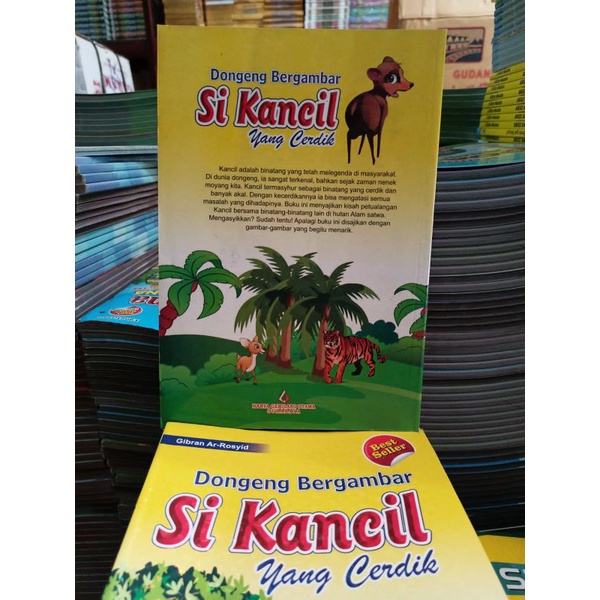 GUDAN
Dongeng Bergambar
Si Kancil
Yang Cerdik
Kancil adalah binatang yang telah melegenda di masyarakat.
Di dunia dongeng, ia sangat terkenal, bahkan sejak zaman nenek
moyang kita. Kancil termasyhur sebagai binatang yang cerdik dan
banyak akal. Dengan kecerdikannya ia bisa mengatasi semua
masalah yang dihadapinya. Buku ini menyajikan kisah petualangan
Kancil bersama binatang-binatang lain di hutan Alam satwa.
Mengasyikkan? Sudah tentu! Apalagi buku ini disajikan dengan
gambar-gambar yang begitu menarik.
Gibran Ar-Rosyid
Best
Seller
Dongeng Bergambar
Si Kancil
Yang Cerdik